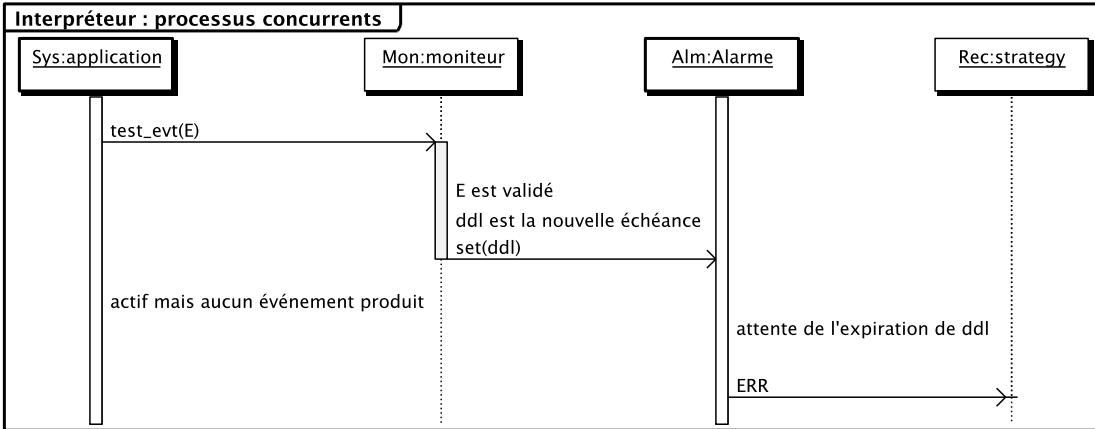 Interpréteur : processus concurrents
Sys:application
Mon:moniteur
Alm:Alarme
Rec:strategy
test_evt(E)
E est validé
ddl est la nouvelle échéance
set(ddl)
actif mais aucun événement produit
attente de l'expiration de ddl
ERR